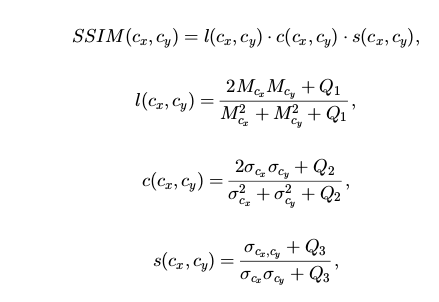 SSIM(c_x, c_y) = l(c_x, c_y) · c(c_x, c_y) · s(c_x, c_y),
l(c_x, c_y) = \frac{2M_{c_x}M_{c_y} + Q_1}{M_{c_x}^2 + M_{c_y}^2 + Q_1},
c(c_x, c_y) = \frac{2σ_{c_x}σ_{c_y} + Q_2}{σ_{c_x}^2 + σ_{c_y}^2 + Q_2},
s(c_x, c_y) = \frac{σ_{c_x,c_y} + Q_3}{σ_{c_x}σ_{c_y} + Q_3},